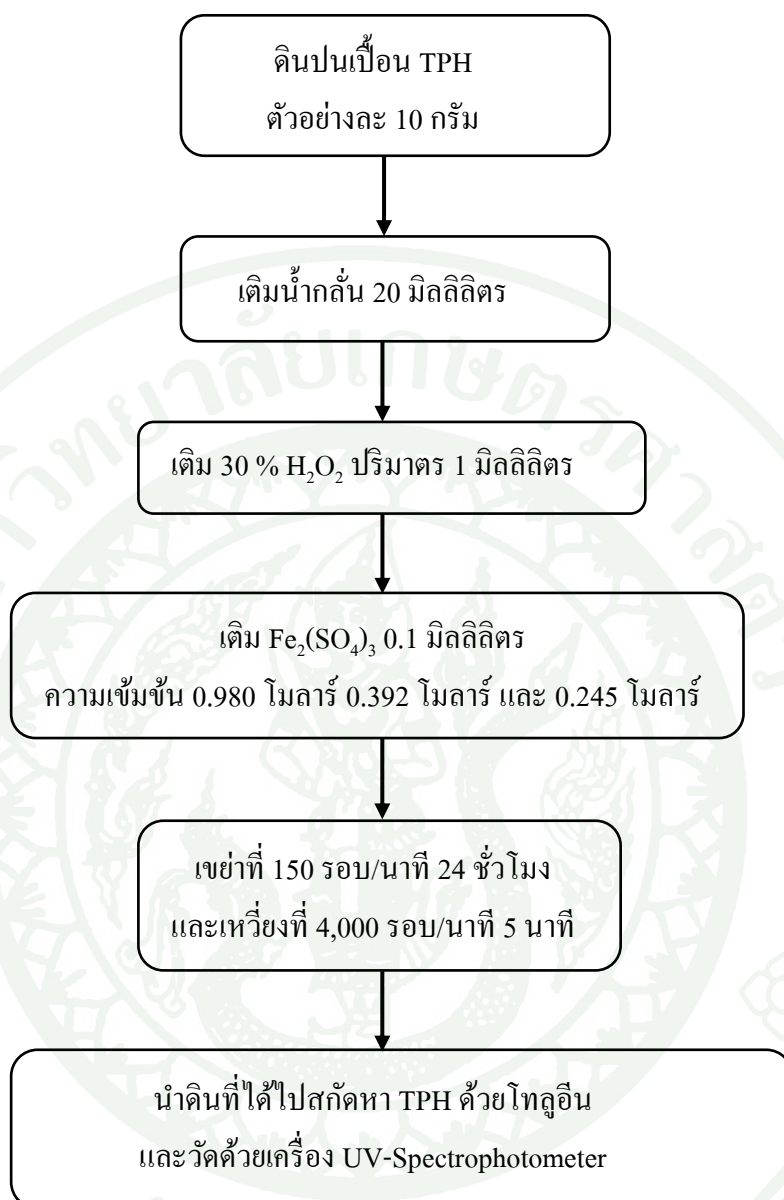 ดินปนเปื้อน TPH
ตัวอย่างละ 10 กรัม
เติมน้ำกลั่น 20 มิลลิลิตร
เติม 30 % H₂O₂ ปริมาตร 1 มิลลิลิตร
เติม Fe₂(SO₄)₃ 0.1 มิลลิลิตร
ความเข้มข้น 0.980 โมลาร์ 0.392 โมลาร์ และ 0.245 โมลาร์
เขย่าที่ 150 รอบ/นาที 24 ชั่วโมง
และเหวี่ยงที่ 4,000 รอบ/นาที 5 นาที
นำดินที่ได้ไปสกัดหา TPH ด้วยโทลูอีน
และวัดด้วยเครื่อง UV-Spectrophotometer